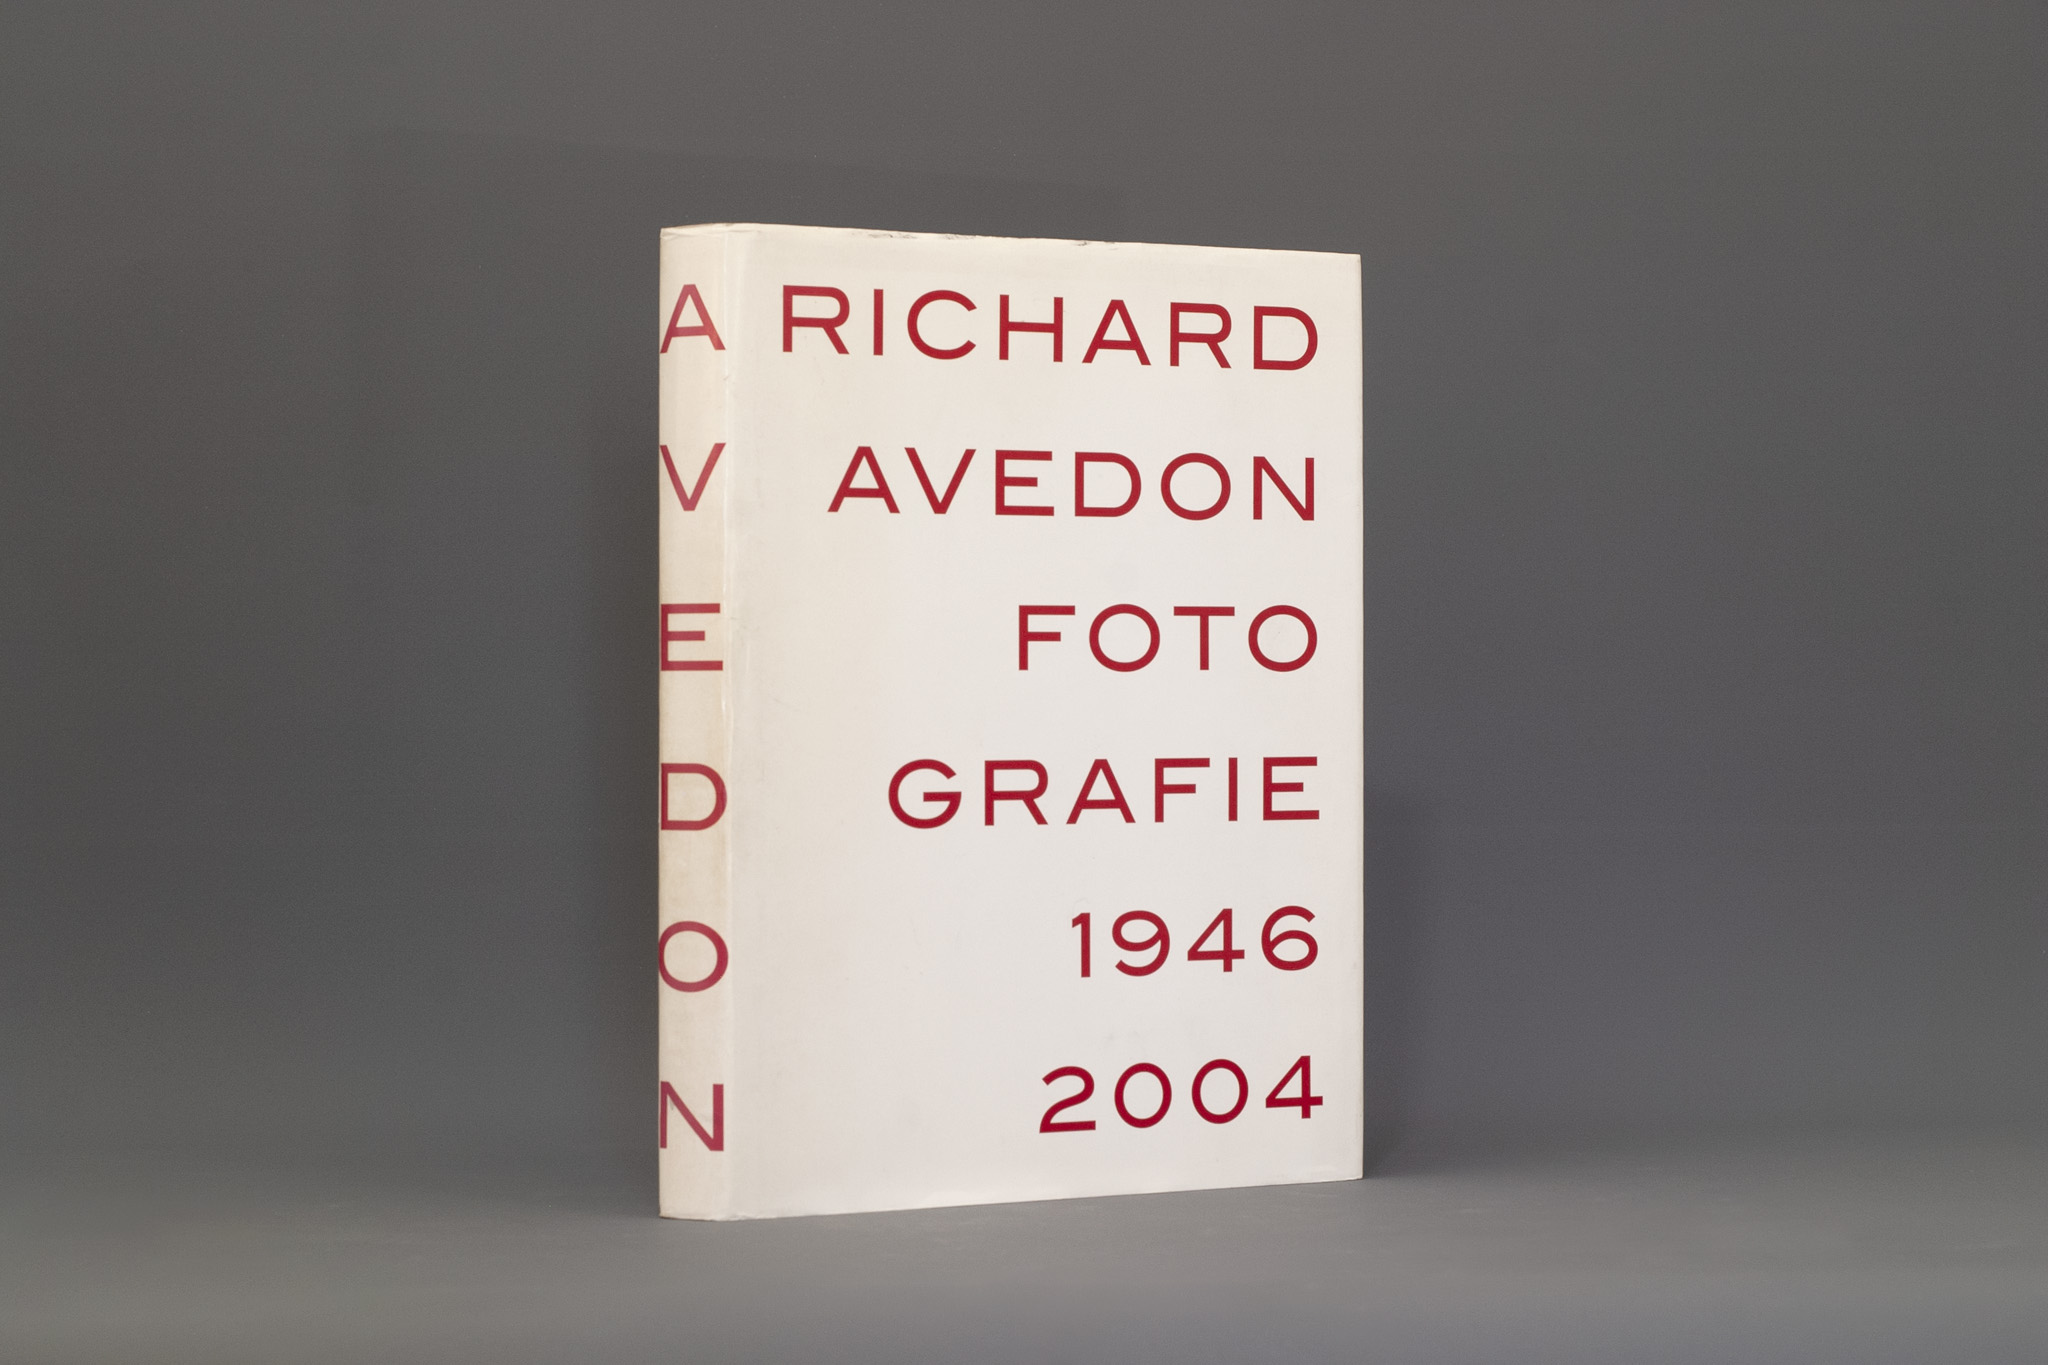 AVEDON
RICHARD
AVEDON
FOTO
GRAFIE
1946
2004